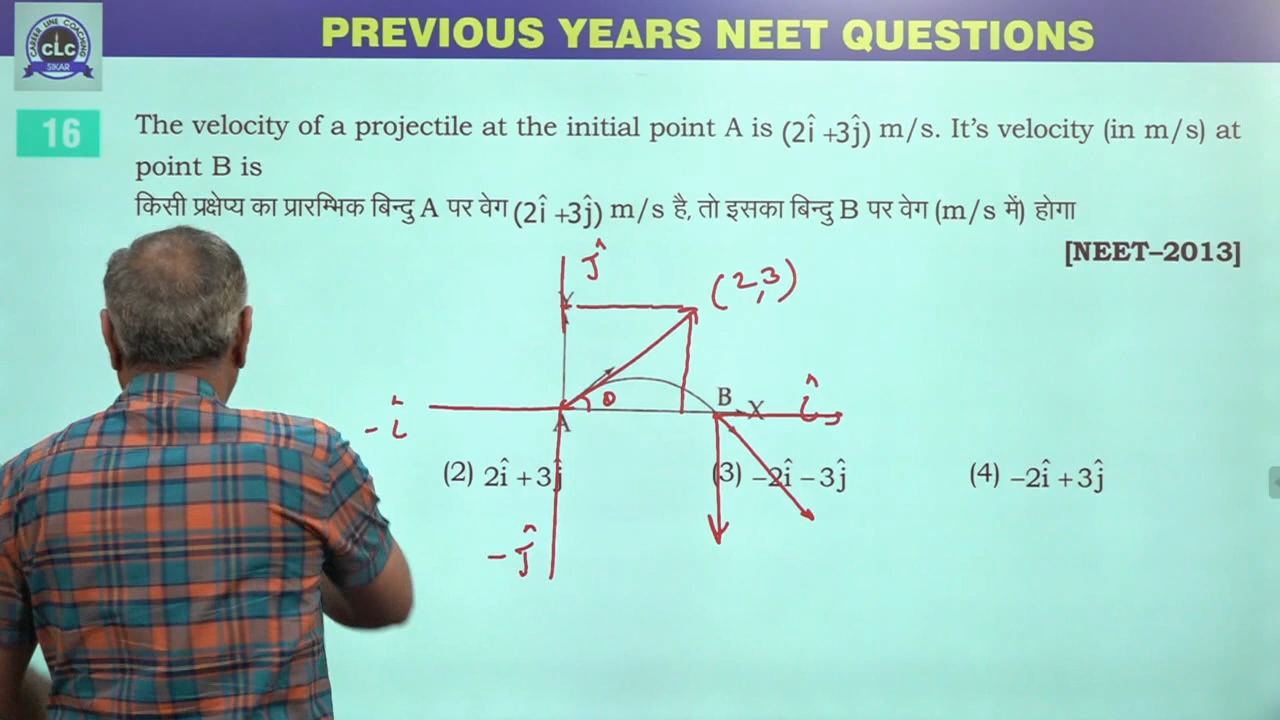 CAREER LINE COACHING
CLC
SIKAR
PREVIOUS YEARS NEET QUESTIONS
16
The velocity of a projectile at the initial point A is (2î +3ĵ) m/s. It's velocity (in m/s) at
point B is
किसी प्रक्षेप्य का प्रारम्भिक बिन्दु A पर वेग (2î +3ĵ) m/s है, तो इसका बिन्दु B पर वेग (m/s में) होगा
[NEET–2013]
ĵ
Y
(2,3)
θ
B
X
î
-î
A
(2) 2î + 3ĵ
(3) −2î − 3ĵ
(4) −2î + 3ĵ
-ĵ